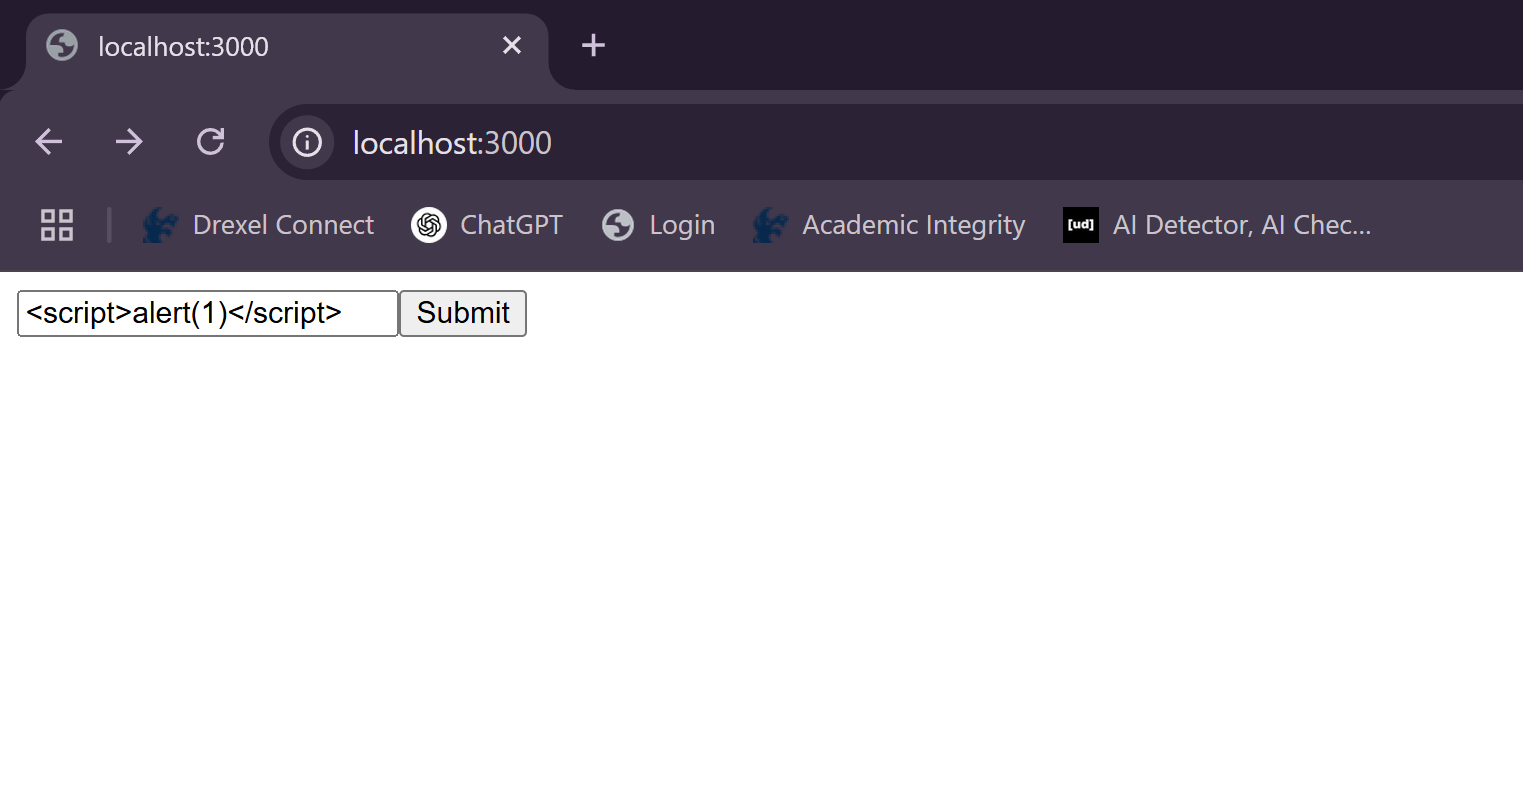 localhost:3000
localhost:3000
Drexel Connect ChatGPT Login Academic Integrity [ud] AI Detector, AI Chec...
<script>alert(1)</script> Submit